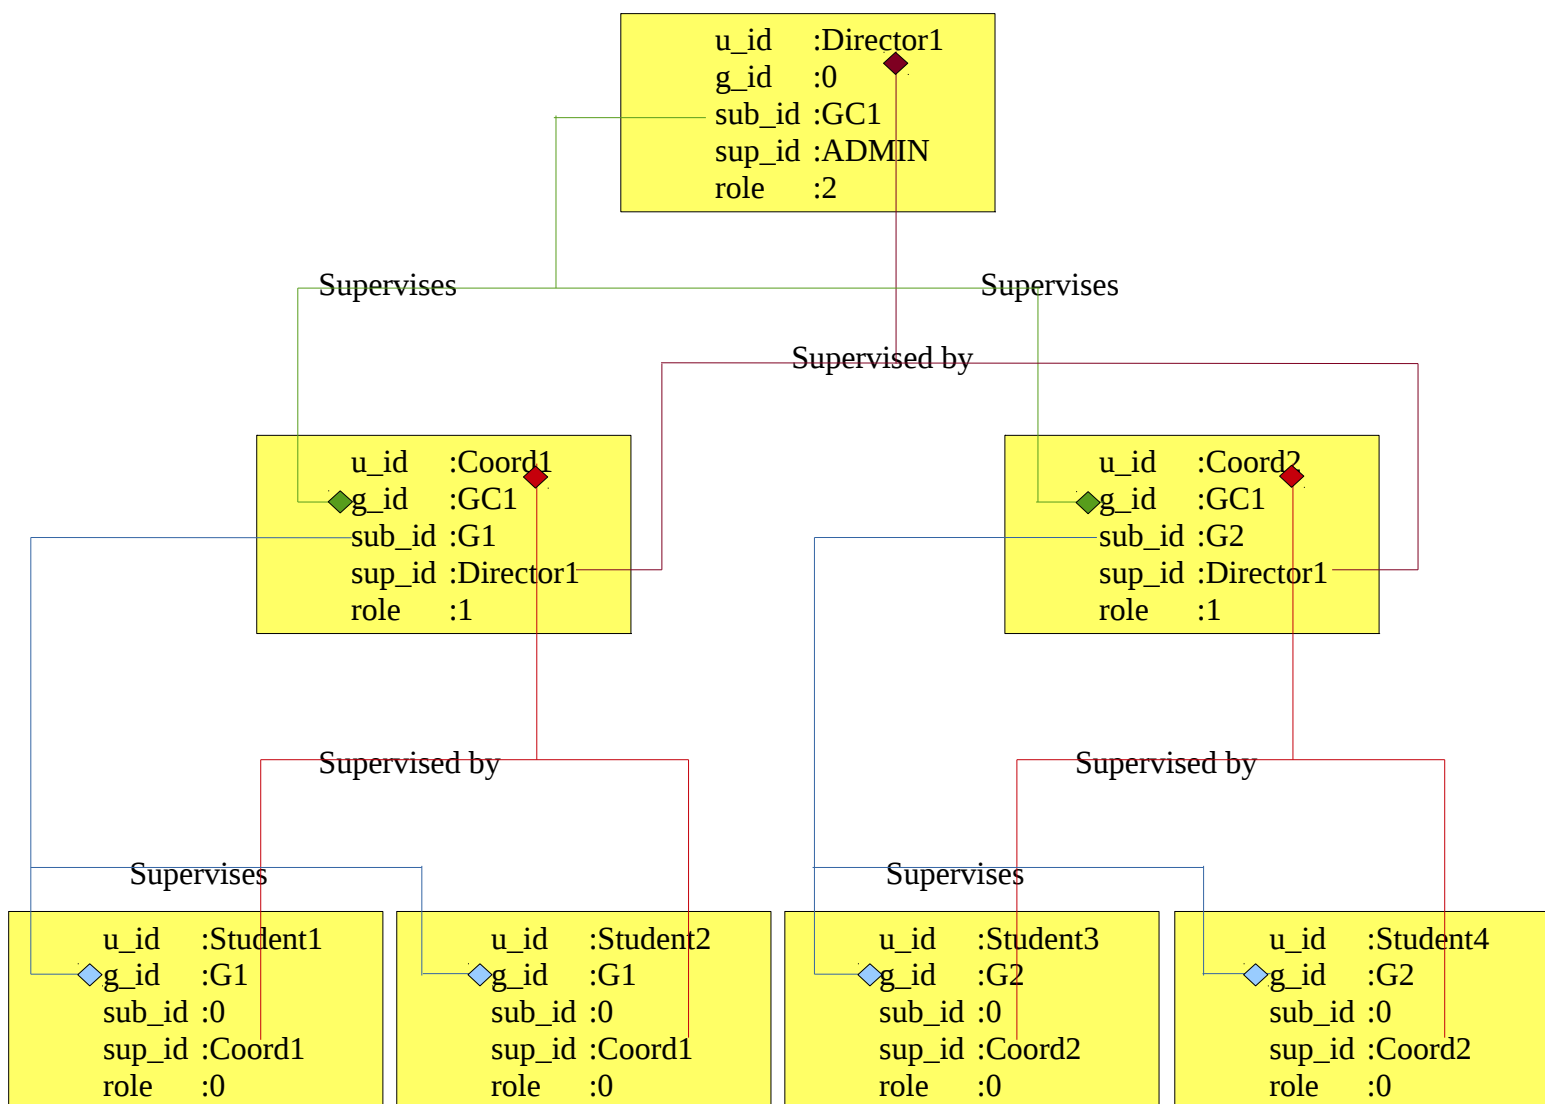 u_id :Director1
g_id :0
sub_id :GC1
sup_id :ADMIN
role :2
Supervises
Supervises
Supervised by
u_id :Coord1
g_id :GC1
sub_id :G1
sup_id :Director1
role :1
u_id :Coord2
g_id :GC1
sub_id :G2
sup_id :Director1
role :1
Supervised by
Supervised by
Supervises
Supervises
u_id :Student1
g_id :G1
sub_id :0
sup_id :Coord1
role :0
u_id :Student2
g_id :G1
sub_id :0
sup_id :Coord1
role :0
u_id :Student3
g_id :G2
sub_id :0
sup_id :Coord2
role :0
u_id :Student4
g_id :G2
sub_id :0
sup_id :Coord2
role :0